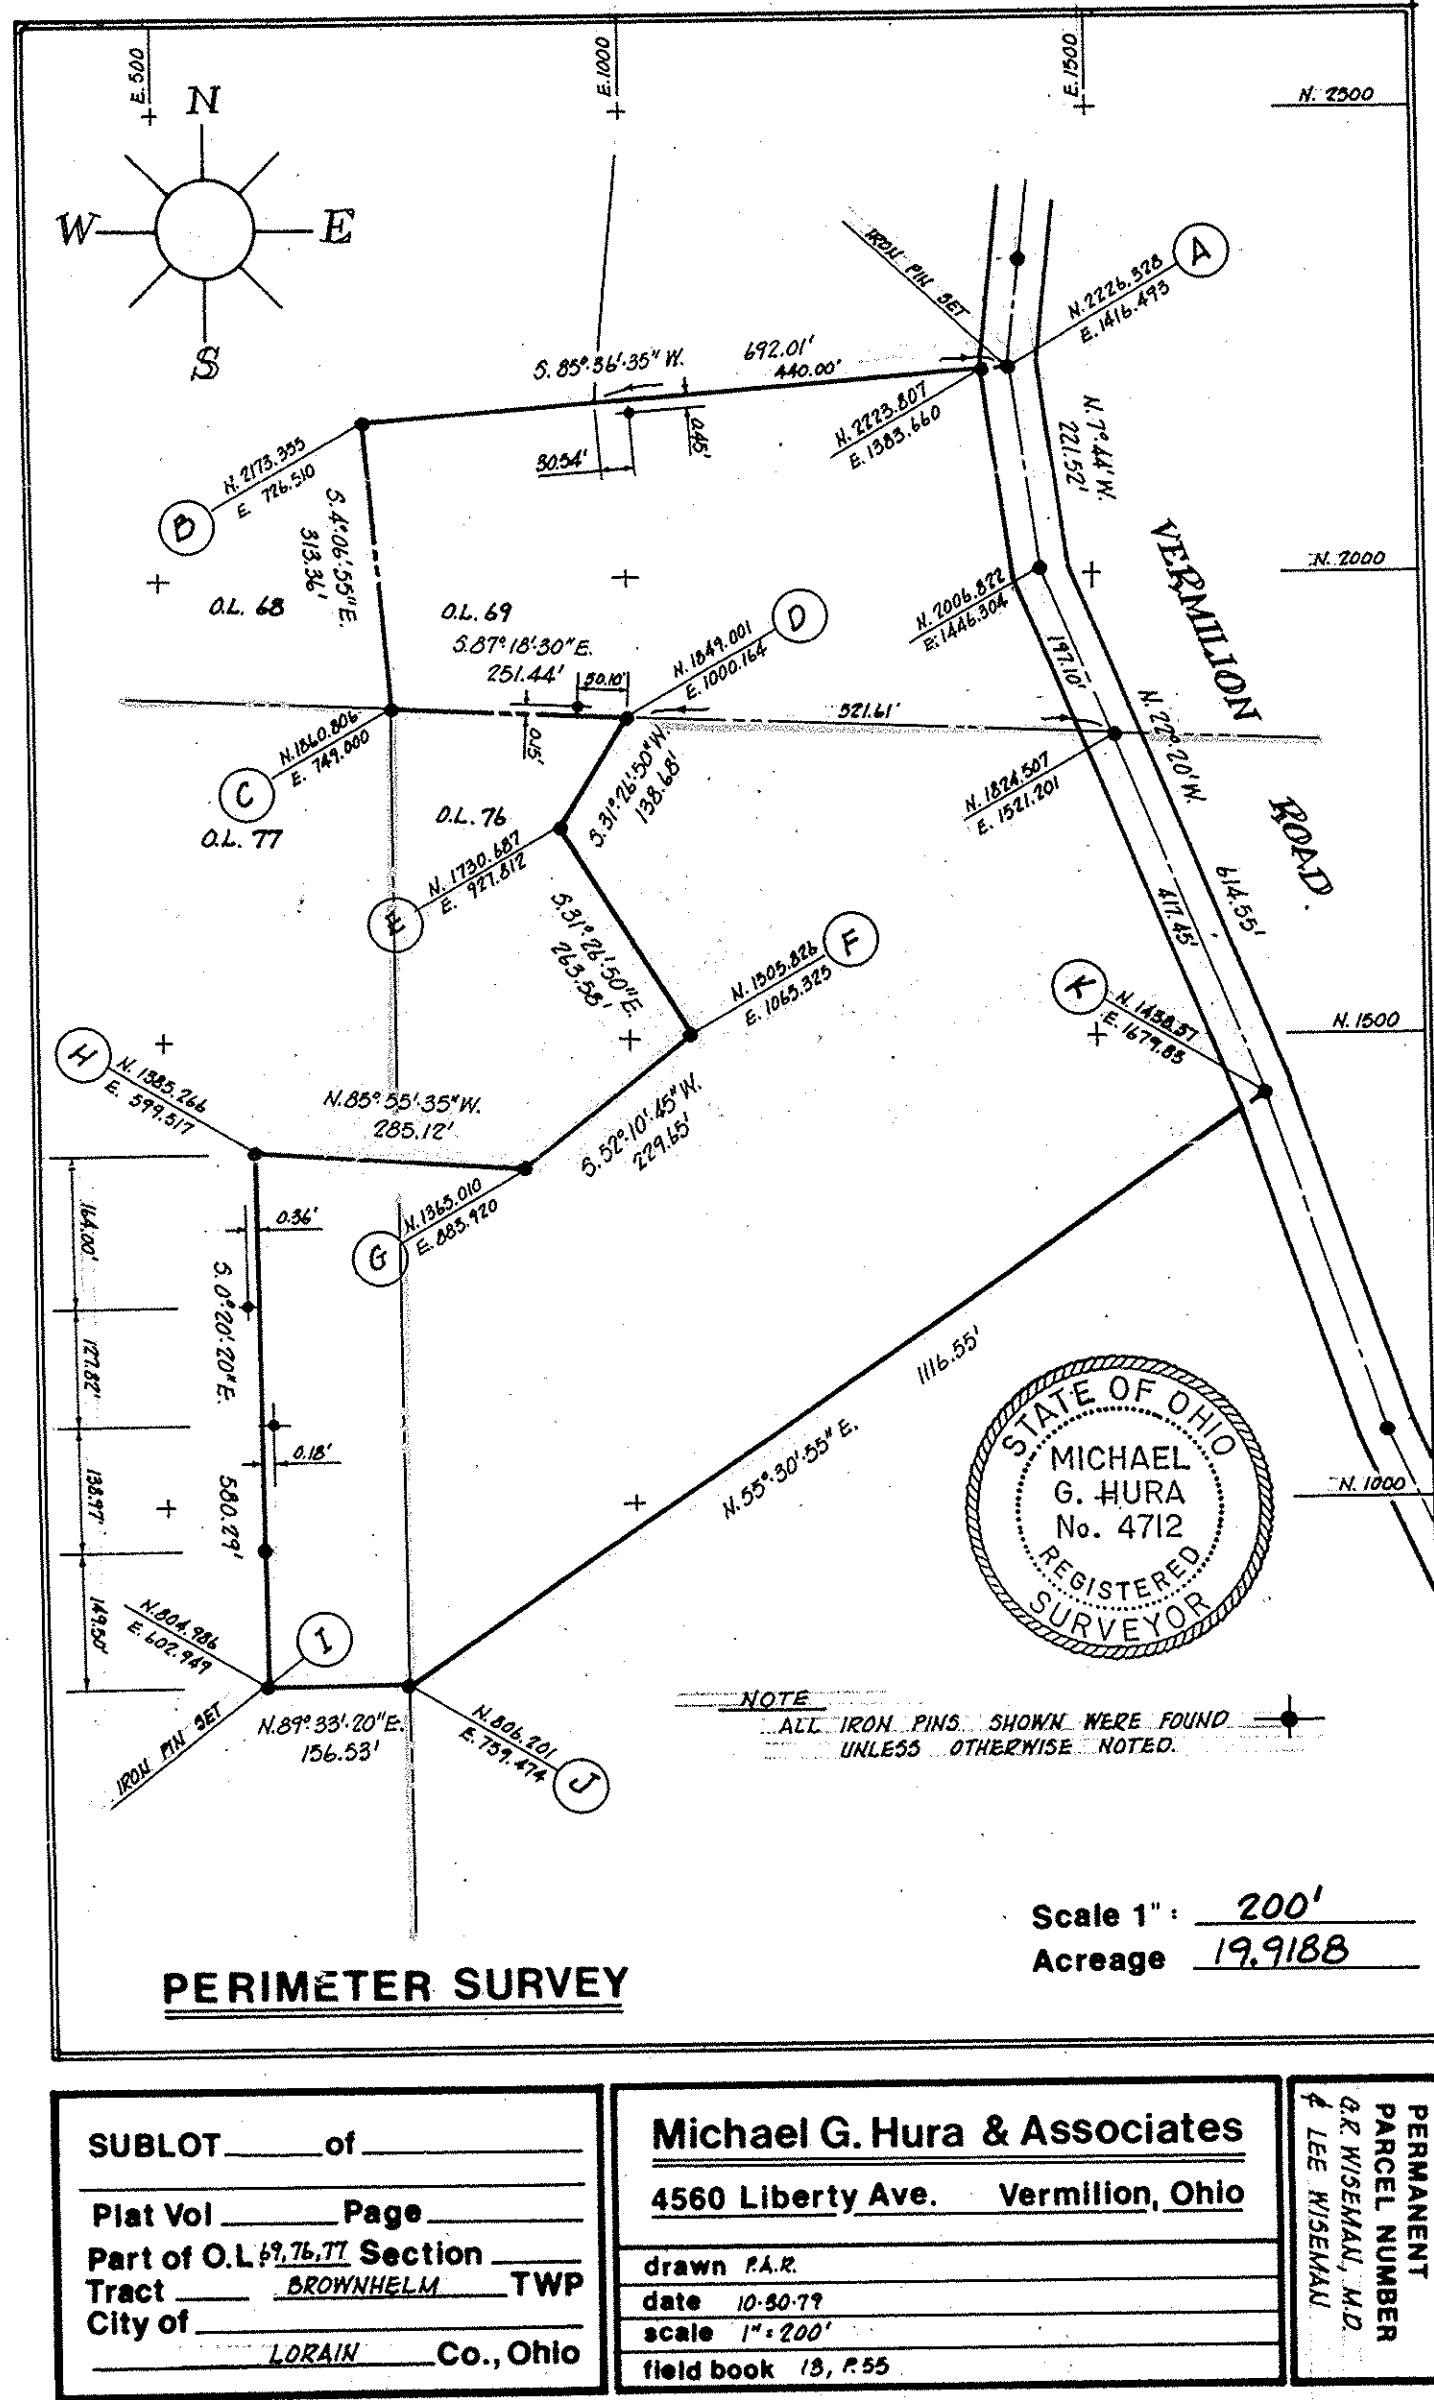 E. 500
E. 1000
E. 1500
N. 2500
N
W
E
S
IRON PIN SET
N. 2226.328
E. 1416.493
A
S. 85°-36'-35" W.
692.01'
440.00'
N. 2223.807
E. 1383.660
30.54'
0.45'
N. 7°-44' W.
221.52'
N. 2173.355
E. 726.510
B
S. 4°-06'-55" E.
313.36'
VERMILION
N. 2000
O.L. 68
O.L. 69
S. 87°-18'-30" E.
251.44'
50.10'
N. 1849.001
E. 1000.164
D
N. 2006.822
E. 1446.304
197.10'
521.61'
0.15'
N. 22°-20' W.
N. 1860.806
E. 749.000
C
O.L. 77
O.L. 76
S. 31°-26'-50" W.
138.68'
N. 1824.507
E. 1521.201
ROAD
N. 1730.687
E. 927.812
E
S. 31°-26'-50" E.
263.58'
614.55'
417.45'
N. 1505.826
E. 1065.325
F
K
N. 1438.37
E. 1679.83
N. 1500
H
N. 1385.266
E. 599.517
N. 85°-55'-35" W.
285.12'
S. 52°-10'-45" W.
229.65'
164.00'
0.36'
N. 1365.010
E. 883.920
G
S. 0°-20'-20" E.
127.82'
1116.55'
0.18'
138.97'
580.29'
N. 55°-30'-55" E.
STATE OF OHIO
MICHAEL
G. HURA
No. 4712
REGISTERED
SURVEYOR
N. 1000
149.50'
N. 804.986
E. 602.949
I
IRON PIN SET
N. 89°-33'-20" E.
156.53'
N. 806.201
E. 759.474
J
NOTE
ALL IRON PINS SHOWN WERE FOUND
UNLESS OTHERWISE NOTED.
Scale 1": 200'
Acreage 19.9188
PERIMETER SURVEY
SUBLOT of
Plat Vol Page
Part of O.L. 69, 76, 77 Section
Tract BROWNHELM TWP
City of
LORAIN Co., Ohio
Michael G. Hura & Associates
4560 Liberty Ave. Vermilion, Ohio
drawn P.A.R.
date 10-30-79
scale 1" = 200'
field book 13, P. 55
PERMANENT
PARCEL NUMBER
G.R. WISEMAN, M.D.
& LEE WISEMAN